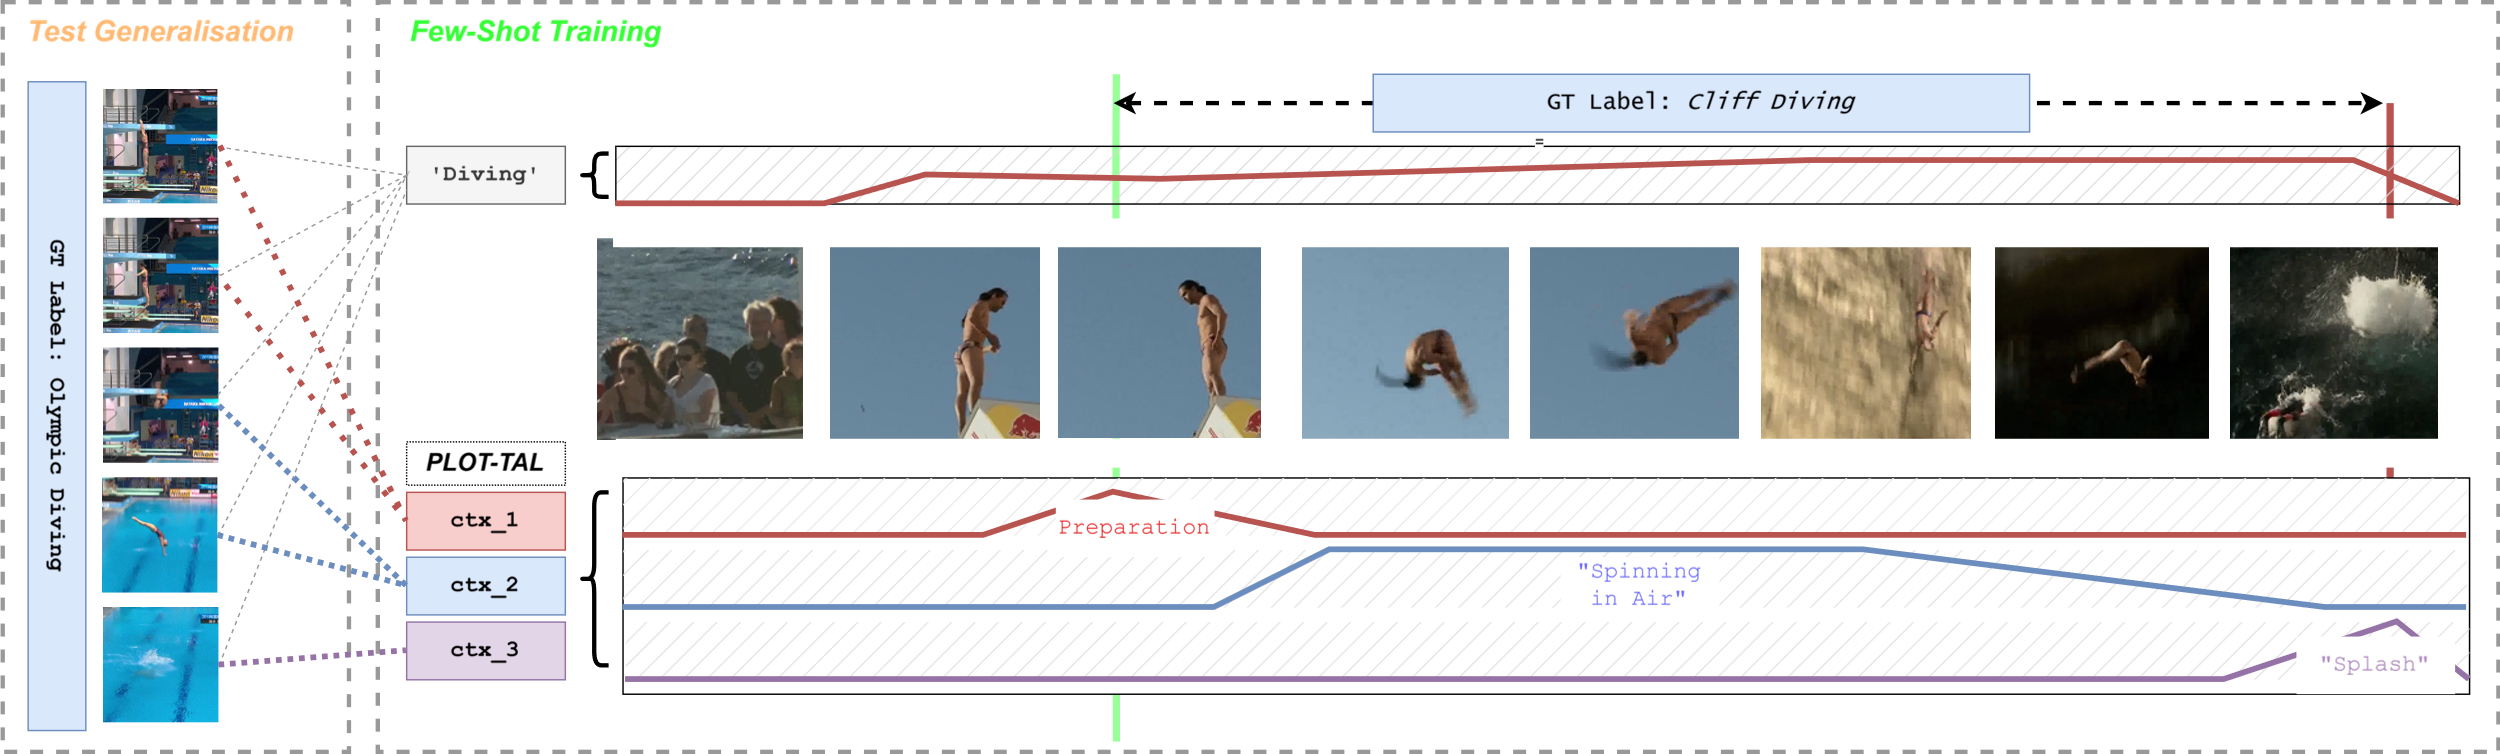 Test Generalisation
Few-Shot Training
GT Label: Olympic Diving
GT Label: Cliff Diving
=
'Diving'
PLOT-TAL
ctx_1
ctx_2
ctx_3
Preparation
"Spinning
in Air"
"Splash"